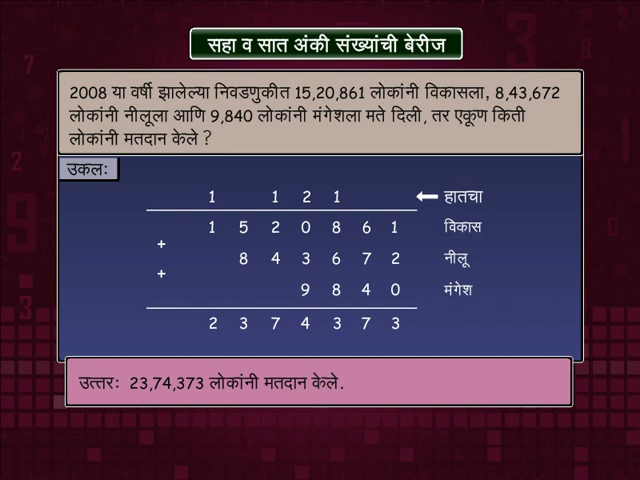 सहा व सात अंकी संख्यांची बेरीज
2008 या वर्षी झालेल्या निवडणुकीत 15,20,861 लोकांनी विकासला, 8,43,672
लोकांनी नीलूला आणि 9,840 लोकांनी मंगेशला मते दिली, तर एकूण किती
लोकांनी मतदान केले ?
उकलः
1 1 2 1 ← हातचा
1 5 2 0 8 6 1 विकास
+
8 4 3 6 7 2 नीलू
+
9 8 4 0 मंगेश
2 3 7 4 3 7 3
उत्तरः 23,74,373 लोकांनी मतदान केले.